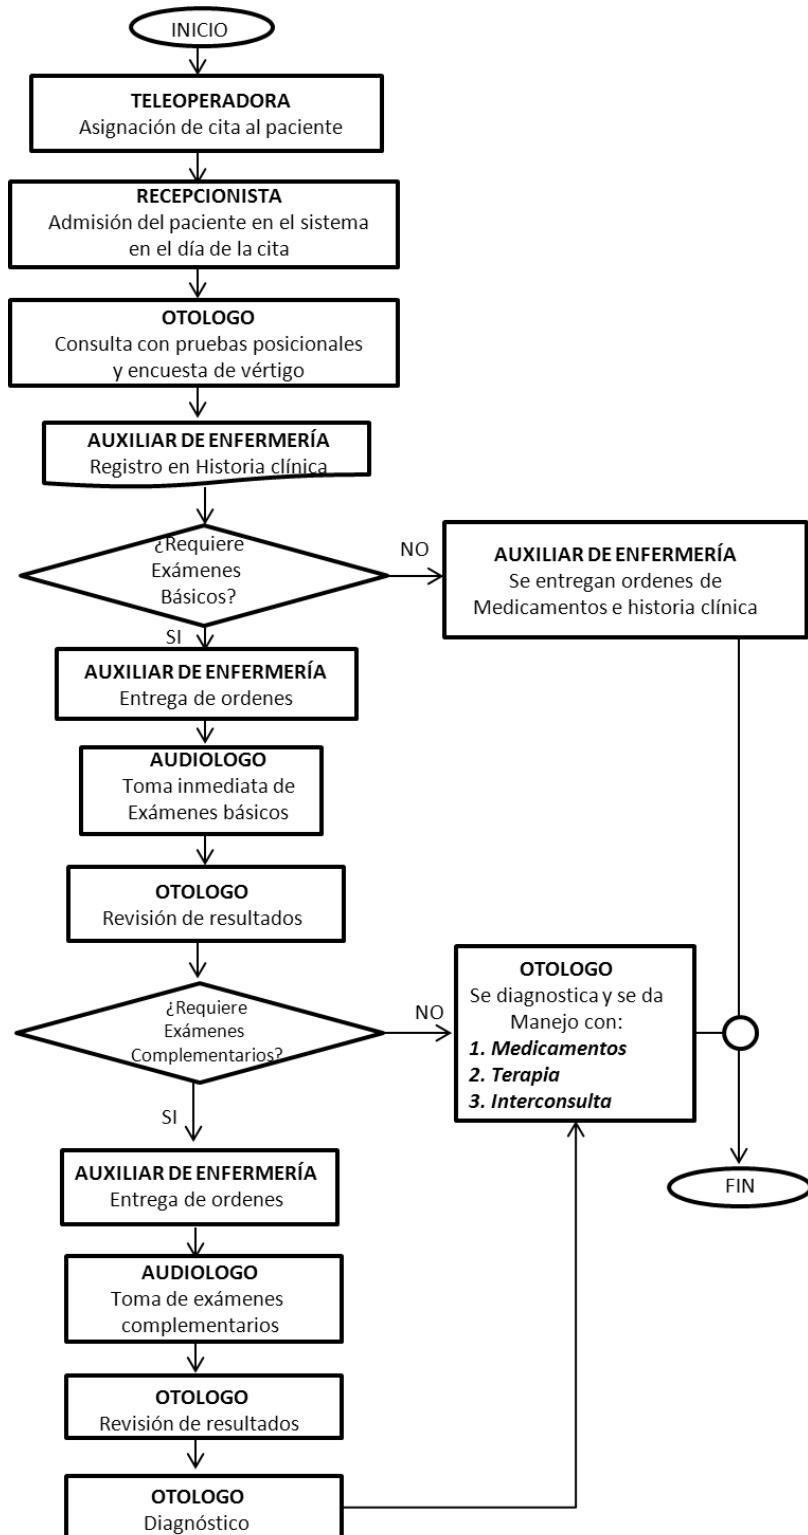 INICIO
TELEOPERADORA
Asignación de cita al paciente
RECEPCIONISTA
Admisión del paciente en el sistema
en el día de la cita
OTOLOGO
Consulta con pruebas posicionales
y encuesta de vértigo
AUXILIAR DE ENFERMERÍA
Registro en Historia clínica
¿Requiere
Exámenes
Básicos?
NO
AUXILIAR DE ENFERMERÍA
Se entregan ordenes de
Medicamentos e historia clínica
SI
AUXILIAR DE ENFERMERÍA
Entrega de ordenes
AUDIOLOGO
Toma inmediata de
Exámenes básicos
OTOLOGO
Revisión de resultados
¿Requiere
Exámenes
Complementarios?
NO
OTOLOGO
Se diagnostica y se da
Manejo con:
1. Medicamentos
2. Terapia
3. Interconsulta
SI
AUXILIAR DE ENFERMERÍA
Entrega de ordenes
FIN
AUDIOLOGO
Toma de exámenes
complementarios
OTOLOGO
Revisión de resultados
OTOLOGO
Diagnóstico